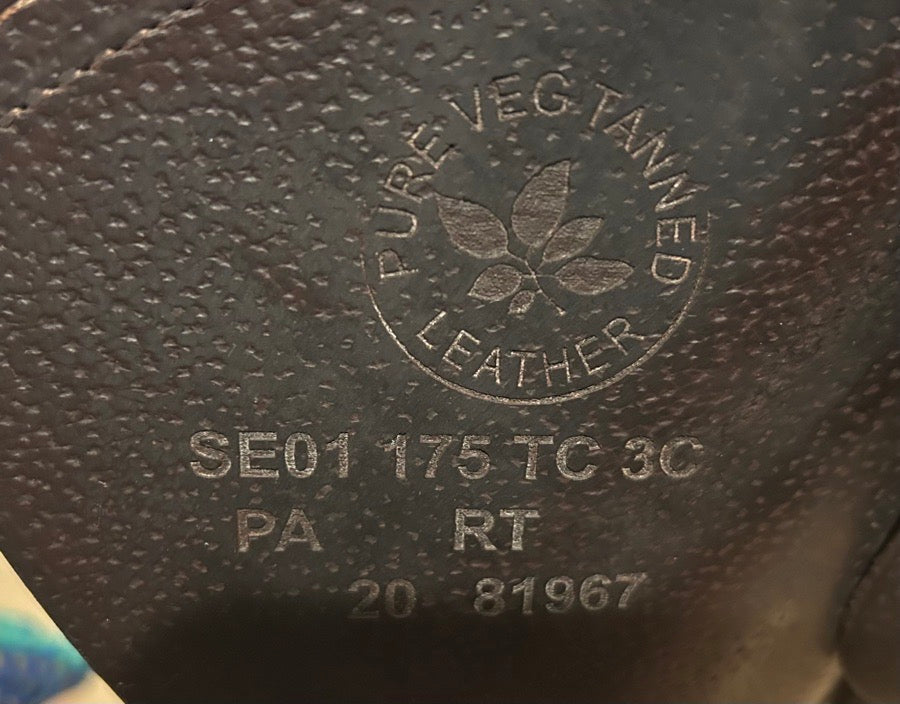 PURE VEG TANNED
LEATHER
SE01 175 TC 3C
PA RT
20 81967